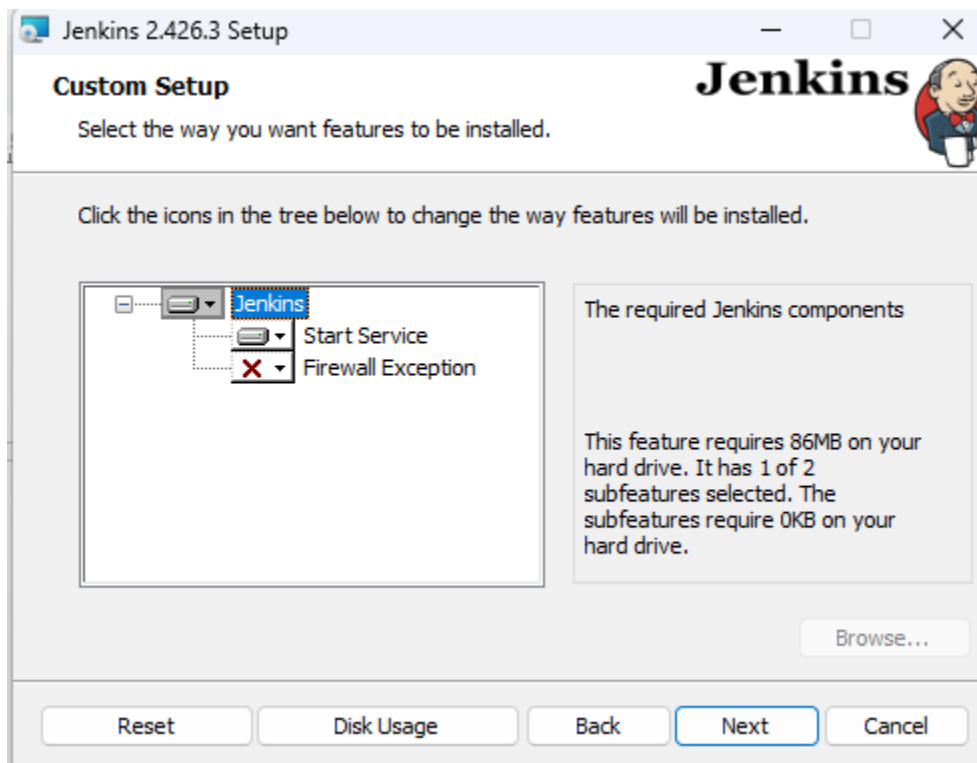 Jenkins 2.426.3 Setup
Custom Setup
Jenkins
Select the way you want features to be installed.
Click the icons in the tree below to change the way features will be installed.
Jenkins
Start Service
Firewall Exception
The required Jenkins components
This feature requires 86MB on your
hard drive. It has 1 of 2
subfeatures selected. The
subfeatures require 0KB on your
hard drive.
Browse...
Reset
Disk Usage
Back
Next
Cancel